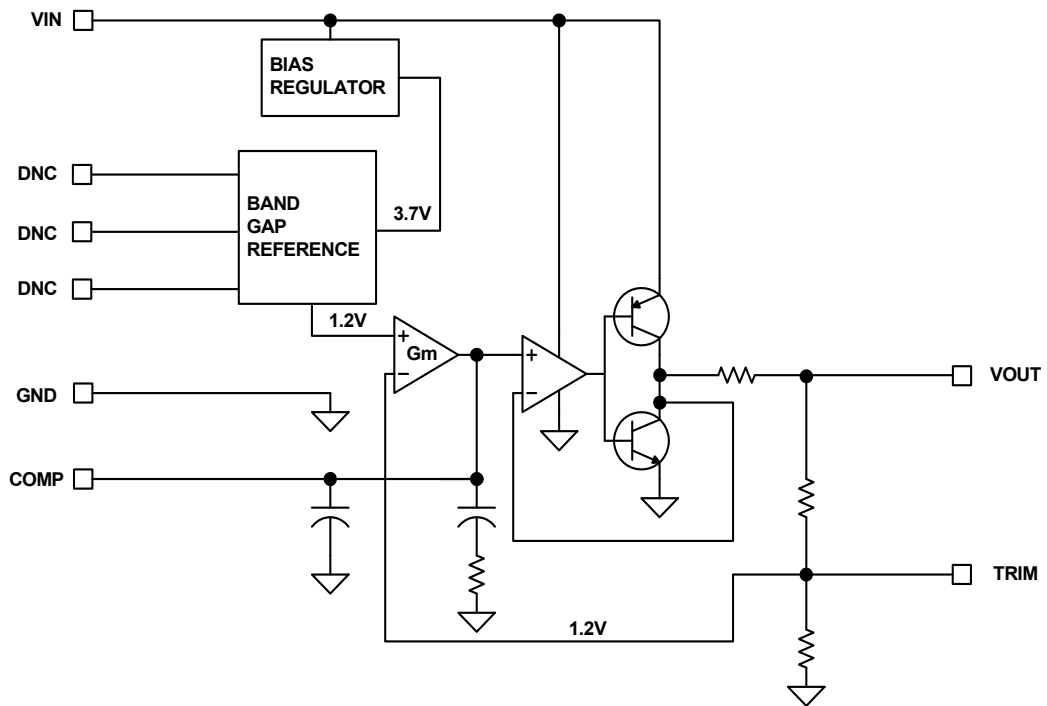 VIN
BIAS
REGULATOR
DNC
BAND
GAP
REFERENCE
3.7V
DNC
DNC
1.2V
+
Gm
−
+
−
VOUT
GND
COMP
TRIM
1.2V